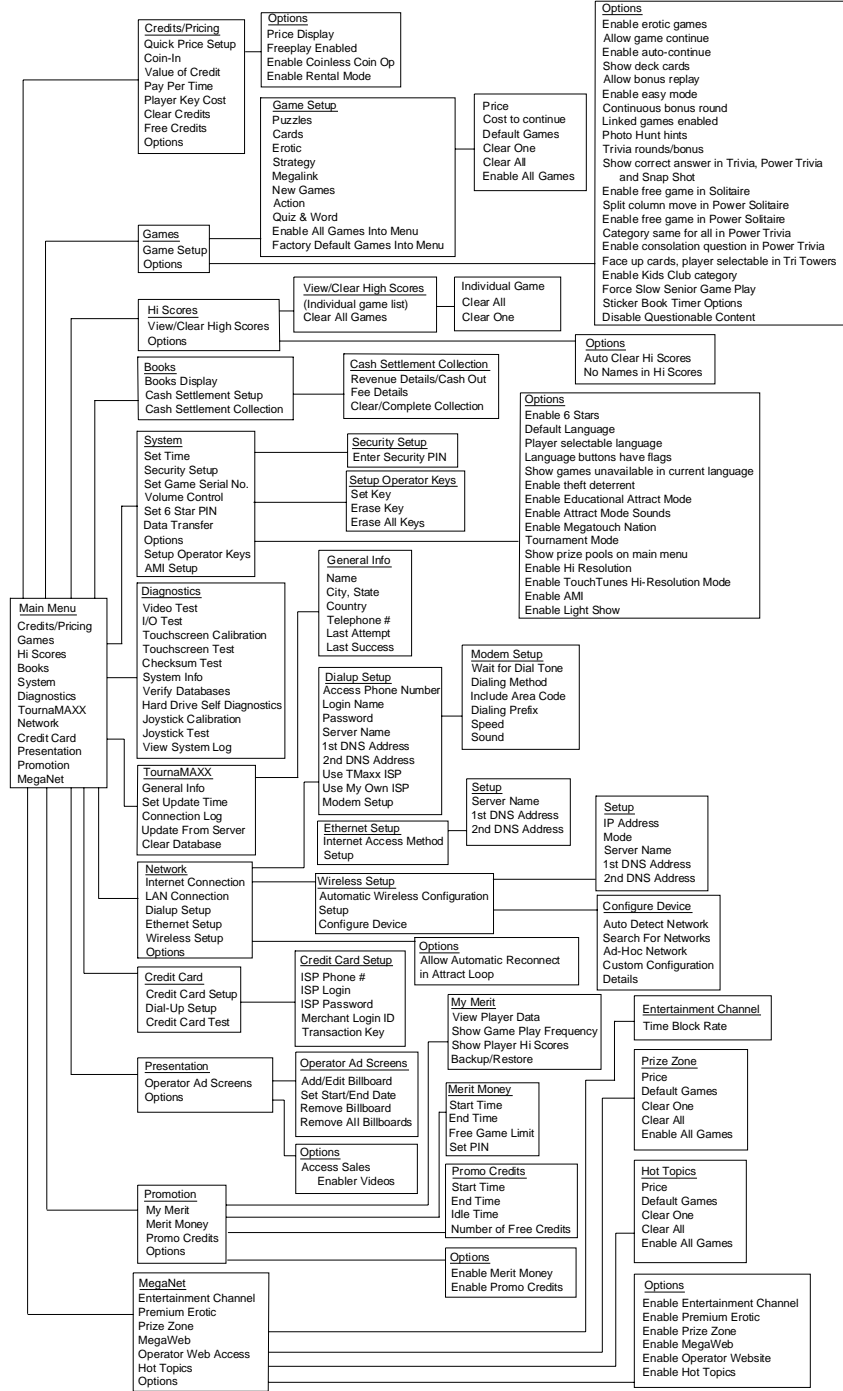 Credits/Pricing
Quick Price Setup
Coin-In
Value of Credit
Pay Per Time
Player Key Cost
Clear Credits
Free Credits
Options
Options
Price Display
Freeplay Enabled
Enable Coinless Coin Op
Enable Rental Mode
Options
Enable erotic games
Allow game continue
Enable auto-continue
Show deck cards
Allow bonus replay
Enable easy mode
Continuous bonus round
Linked games enabled
Photo Hunt hints
Trivia rounds/bonus
Show correct answer in Trivia, Power Trivia
and Snap Shot
Enable free game in Solitaire
Split column move in Power Solitaire
Enable free game in Power Solitaire
Category same for all in Power Trivia
Enable consolation question in Power Trivia
Face up cards, player selectable in Tri Towers
Enable Kids Club category
Force Slow Senior Game Play
Sticker Book Timer Options
Disable Questionable Content
Game Setup
Puzzles
Cards
Erotic
Strategy
Megalink
New Games
Action
Quiz & Word
Enable All Games Into Menu
Factory Default Games Into Menu
Price
Cost to continue
Default Games
Clear One
Clear All
Enable All Games
Games
Game Setup
Options
Hi Scores
View/Clear High Scores
Options
View/Clear High Scores
(Individual game list)
Clear All Games
Individual Game
Clear All
Clear One
Options
Auto Clear Hi Scores
No Names in Hi Scores
Books
Books Display
Cash Settlement Setup
Cash Settlement Collection
Cash Settlement Collection
Revenue Details/Cash Out
Fee Details
Clear/Complete Collection
System
Set Time
Security Setup
Set Game Serial No.
Volume Control
Set 6 Star PIN
Data Transfer
Options
Setup Operator Keys
AMI Setup
Security Setup
Enter Security PIN
Setup Operator Keys
Set Key
Erase Key
Erase All Keys
Options
Enable 6 Stars
Default Language
Player selectable language
Language buttons have flags
Show games unavailable in current language
Enable theft deterrent
Enable Educational Attract Mode
Enable Attract Mode Sounds
Enable Megatouch Nation
Tournament Mode
Show prize pools on main menu
Enable Hi Resolution
Enable TouchTunes Hi-Resolution Mode
Enable AMI
Enable Light Show
Main Menu
Credits/Pricing
Games
Hi Scores
Books
System
Diagnostics
TournaMAXX
Network
Credit Card
Presentation
Promotion
MegaNet
Diagnostics
Video Test
I/O Test
Touchscreen Calibration
Touchscreen Test
Checksum Test
System Info
Verify Databases
Hard Drive Self Diagnostics
Joystick Calibration
Joystick Test
View System Log
General Info
Name
City, State
Country
Telephone #
Last Attempt
Last Success
TournaMAXX
General Info
Set Update Time
Connection Log
Update From Server
Clear Database
Dialup Setup
Access Phone Number
Login Name
Password
Server Name
1st DNS Address
2nd DNS Address
Use TMaxx ISP
Use My Own ISP
Modem Setup
Modem Setup
Wait for Dial Tone
Dialing Method
Include Area Code
Dialing Prefix
Speed
Sound
Ethernet Setup
Internet Access Method
Setup
Setup
Server Name
1st DNS Address
2nd DNS Address
Setup
IP Address
Mode
Server Name
1st DNS Address
2nd DNS Address
Network
Internet Connection
LAN Connection
Dialup Setup
Ethernet Setup
Wireless Setup
Options
Wireless Setup
Automatic Wireless Configuration
Setup
Configure Device
Configure Device
Auto Detect Network
Search For Networks
Ad-Hoc Network
Custom Configuration
Details
Options
Allow Automatic Reconnect
in Attract Loop
Credit Card
Credit Card Setup
Dial-Up Setup
Credit Card Test
Credit Card Setup
ISP Phone #
ISP Login
ISP Password
Merchant Login ID
Transaction Key
My Merit
View Player Data
Show Game Play Frequency
Show Player Hi Scores
Backup/Restore
Entertainment Channel
Time Block Rate
Presentation
Operator Ad Screens
Options
Operator Ad Screens
Add/Edit Billboard
Set Start/End Date
Remove Billboard
Remove All Billboards
Options
Access Sales
Enabler Videos
Merit Money
Start Time
End Time
Free Game Limit
Set PIN
Prize Zone
Price
Default Games
Clear One
Clear All
Enable All Games
Promotion
My Merit
Merit Money
Promo Credits
Options
Promo Credits
Start Time
End Time
Idle Time
Number of Free Credits
Hot Topics
Price
Default Games
Clear One
Clear All
Enable All Games
Options
Enable Merit Money
Enable Promo Credits
MegaNet
Entertainment Channel
Premium Erotic
Prize Zone
MegaWeb
Operator Web Access
Hot Topics
Options
Options
Enable Entertainment Channel
Enable Premium Erotic
Enable Prize Zone
Enable MegaWeb
Enable Operator Website
Enable Hot Topics